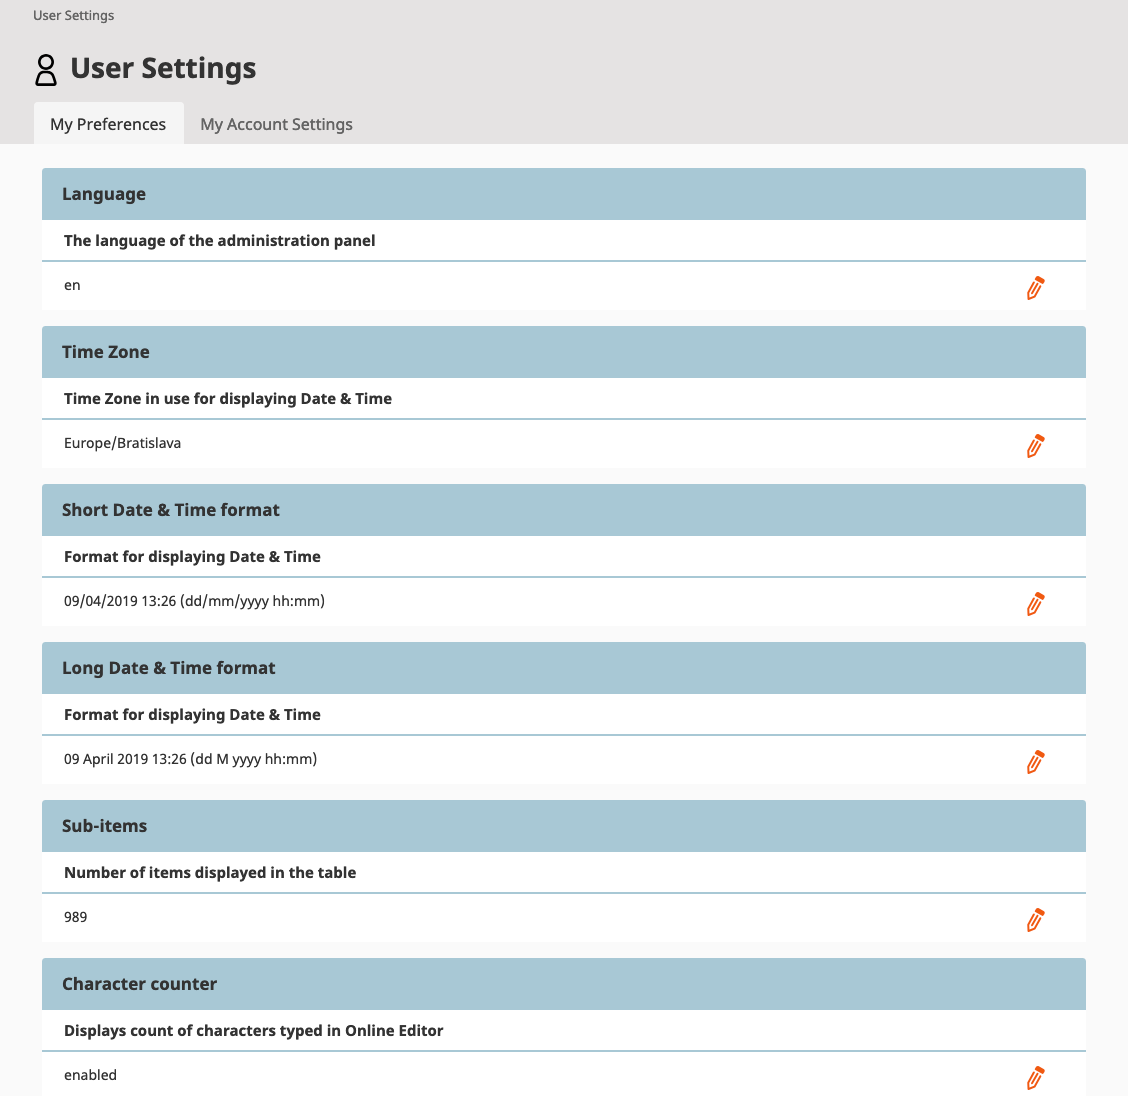 User Settings
User Settings
My Preferences
My Account Settings
Language
The language of the administration panel
en
Time Zone
Time Zone in use for displaying Date & Time
Europe/Bratislava
Short Date & Time format
Format for displaying Date & Time
09/04/2019 13:26 (dd/mm/yyyy hh:mm)
Long Date & Time format
Format for displaying Date & Time
09 April 2019 13:26 (dd M yyyy hh:mm)
Sub-items
Number of items displayed in the table
989
Character counter
Displays count of characters typed in Online Editor
enabled